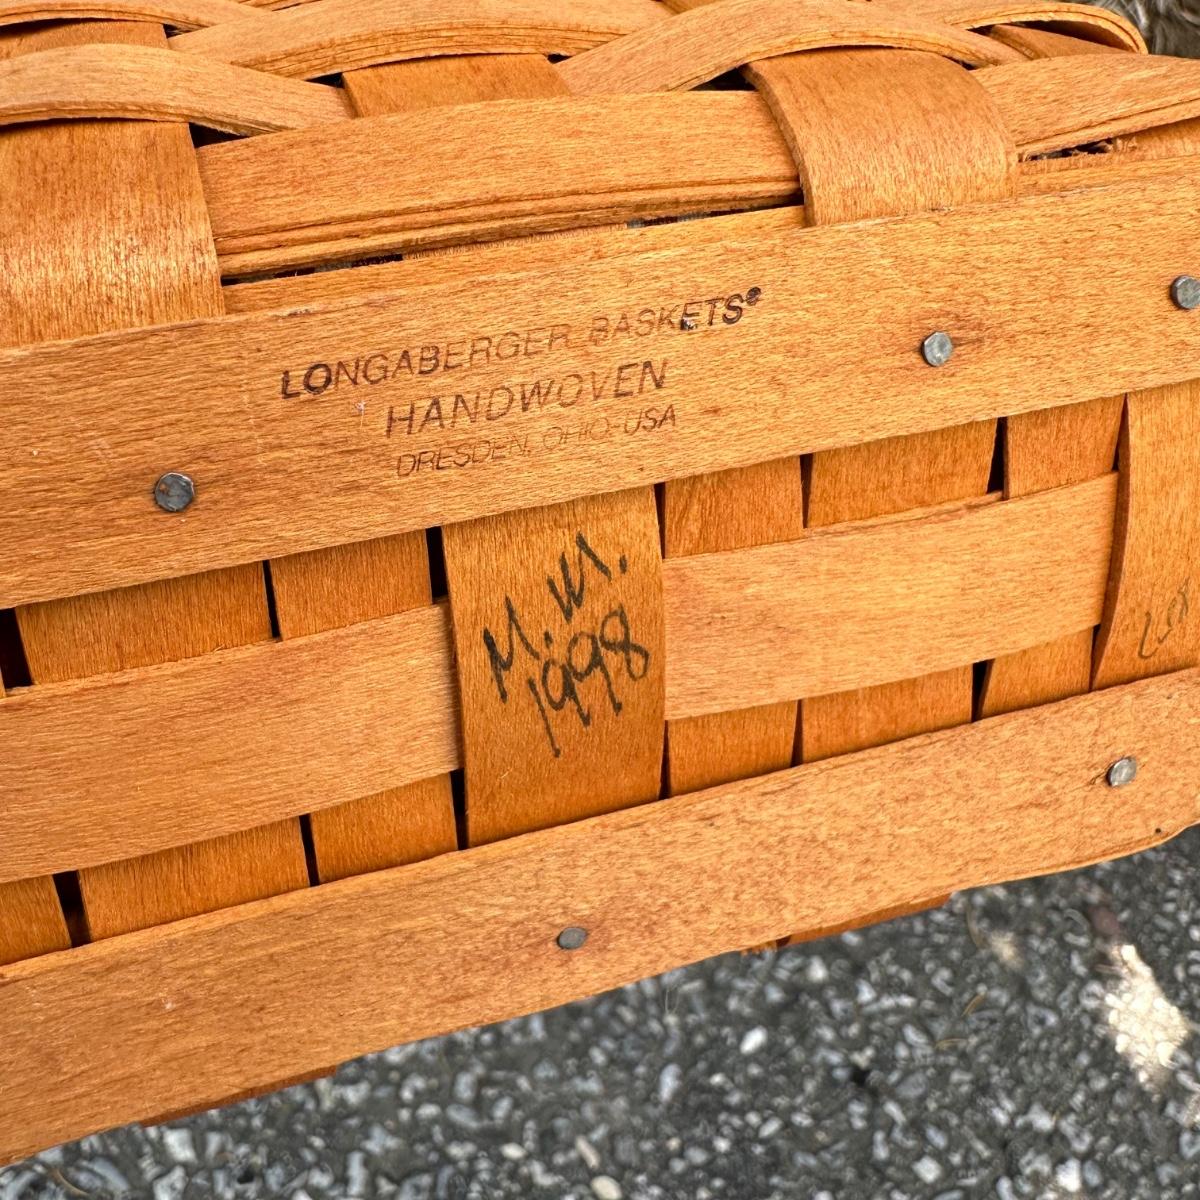 LONGABERGER BASKETS®
HANDWOVEN
DRESDEN, OHIO-USA
M.W.
1998